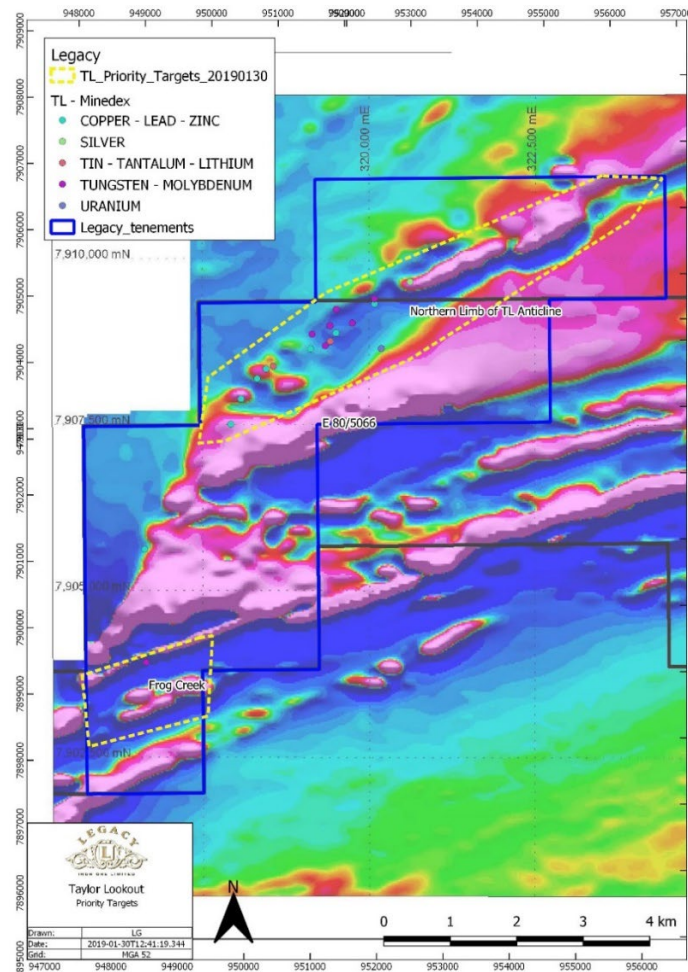 948000 949000 950000 951000 952000 953000 954000 955000 956000 957000
7909000
7908000
7907000
7906000
7905000
7904000
7902000
7901000
7900000
7899000
7898000
7897000
7896000
7895000
Legacy
TL_Priority_Targets_20190130
TL - Minedex
COPPER - LEAD - ZINC
SILVER
TIN - TANTALUM - LITHIUM
TUNGSTEN - MOLYBDENUM
URANIUM
Legacy_tenements
320,000 mE
322,500 mE
7,910,000 mN
Northern Limb of TL Anticline
7,907,500 mN
E 80/5066
7,905,000 mN
Frog Creek
LEGACY
IRON ORE LIMITED
Taylor Lookout
Priority Targets
Drawn: LG
Date: 2019-01-30T12:41:19.344
Grid: MGA 52
N
0 1 2 3 4 km
947000 948000 949000 950000 951000 952000 953000 954000 955000 956000